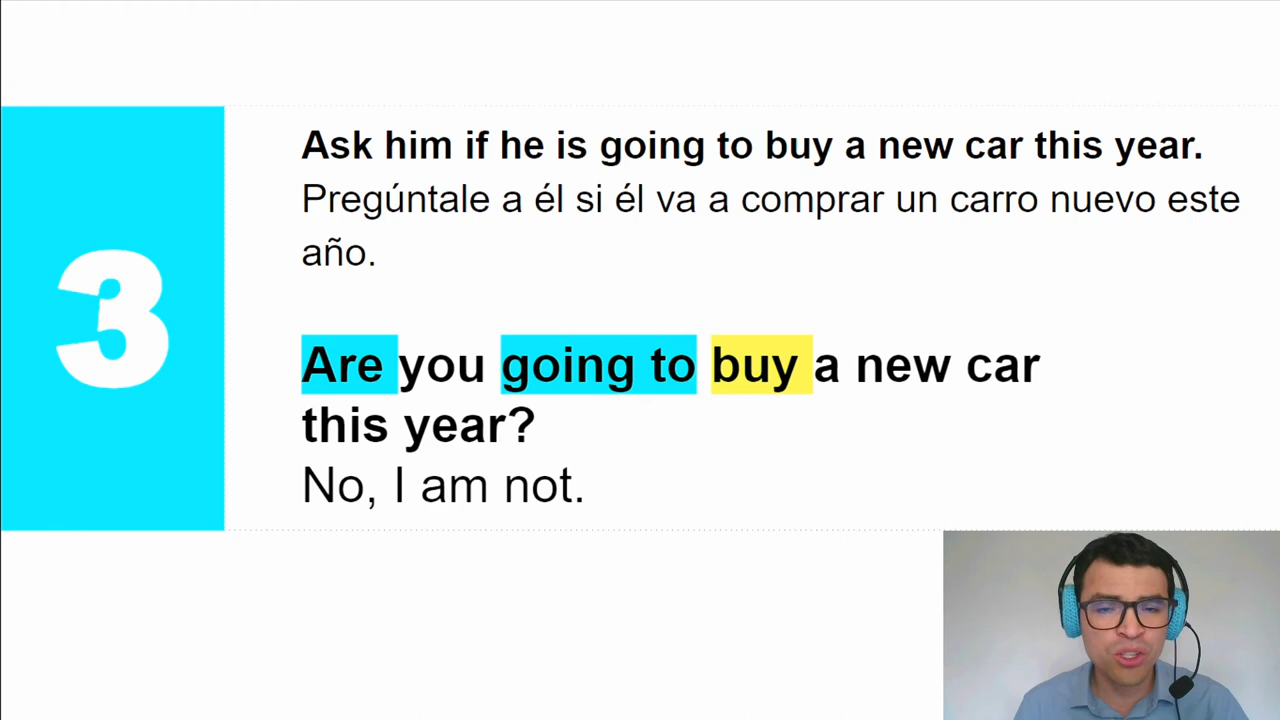 3
Ask him if he is going to buy a new car this year.
Pregúntale a él si él va a comprar un carro nuevo este
año.
Are you going to buy a new car
this year?
No, I am not.